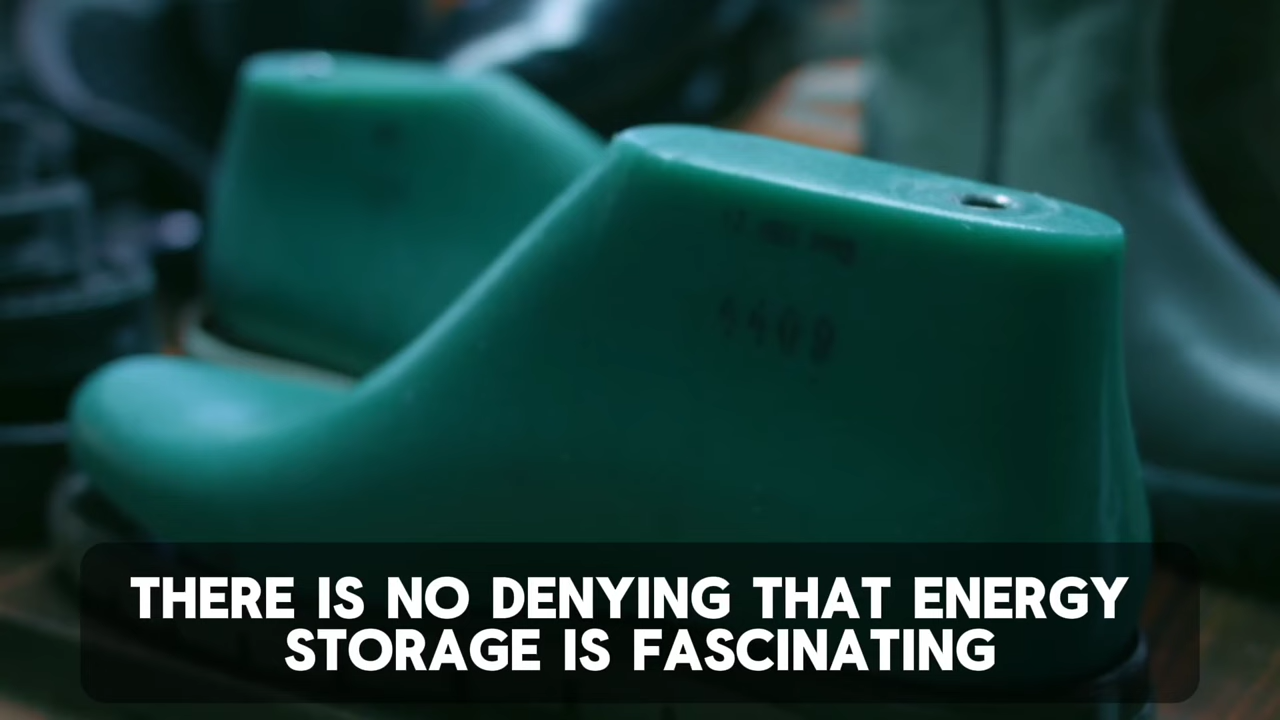 THERE IS NO DENYING THAT ENERGY
STORAGE IS FASCINATING